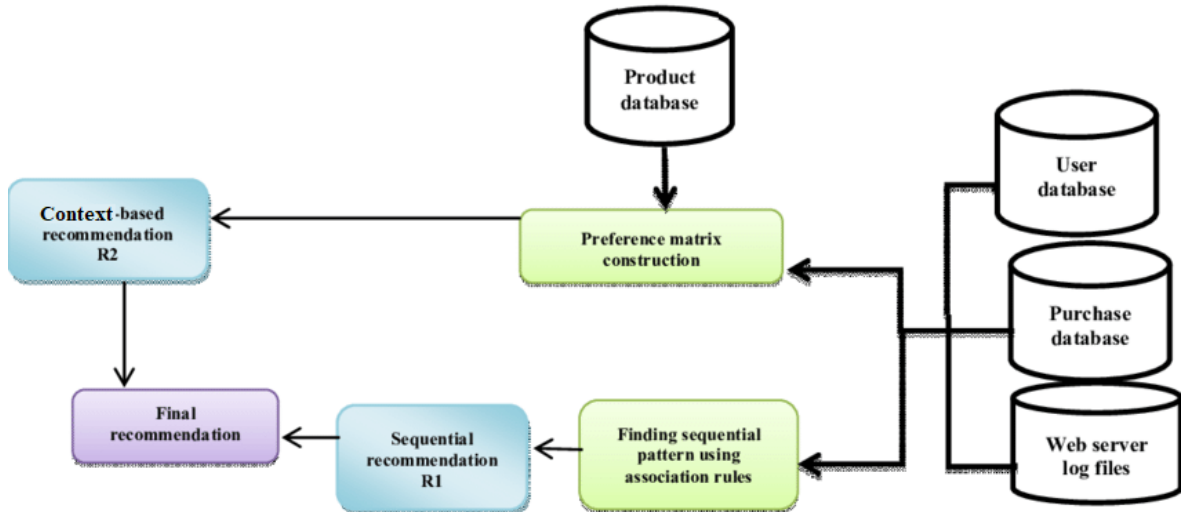 Product
database
User
database
Context-based
recommendation
R2
Preference matrix
construction
Purchase
database
Final
recommendation
Sequential
recommendation
R1
Finding sequential
pattern using
association rules
Web server
log files